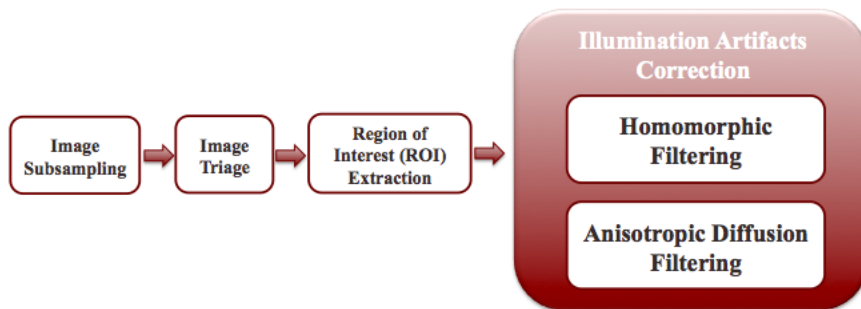 Image
Subsampling
Image
Triage
Region of
Interest (ROI)
Extraction
Illumination Artifacts
Correction
Homomorphic
Filtering
Anisotropic Diffusion
Filtering